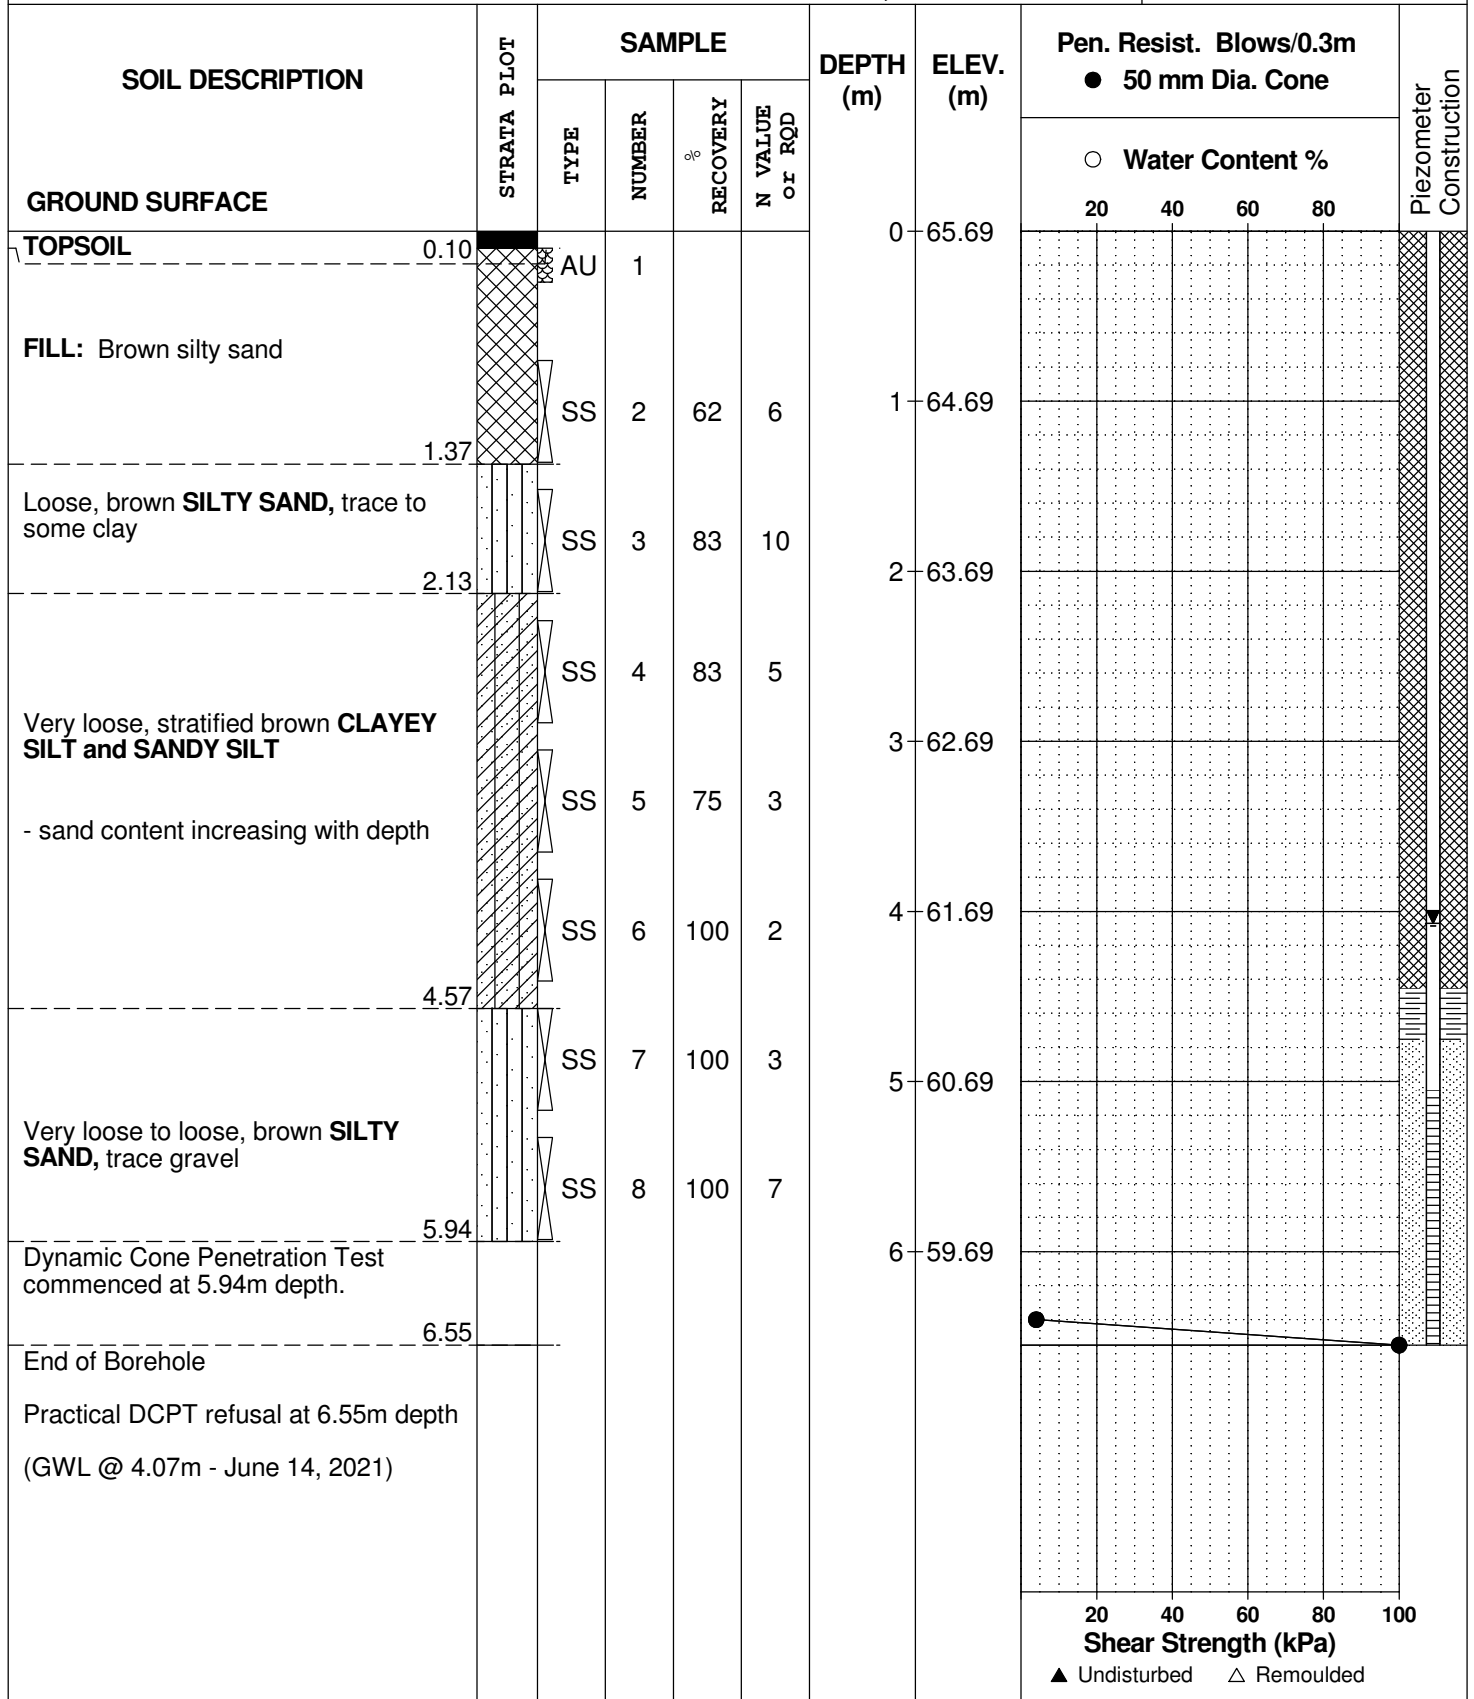 SOIL DESCRIPTION
GROUND SURFACE
STRATA PLOT
SAMPLE
TYPE
NUMBER
%
RECOVERY
N VALUE
or RQD
DEPTH
(m)
ELEV.
(m)
Pen. Resist. Blows/0.3m
● 50 mm Dia. Cone
○ Water Content %
20 40 60 80
Piezometer
Construction
0 65.69
TOPSOIL 0.10
AU 1
FILL: Brown silty sand
SS 2 62 6
1 64.69
1.37
Loose, brown SILTY SAND, trace to
some clay
SS 3 83 10
2 63.69
2.13
SS 4 83 5
Very loose, stratified brown CLAYEY
SILT and SANDY SILT
3 62.69
SS 5 75 3
- sand content increasing with depth
4 61.69
SS 6 100 2
4.57
SS 7 100 3
5 60.69
Very loose to loose, brown SILTY
SAND, trace gravel
SS 8 100 7
5.94
6 59.69
Dynamic Cone Penetration Test
commenced at 5.94m depth.
6.55
End of Borehole
Practical DCPT refusal at 6.55m depth
(GWL @ 4.07m - June 14, 2021)
20 40 60 80 100
Shear Strength (kPa)
▲ Undisturbed △ Remoulded